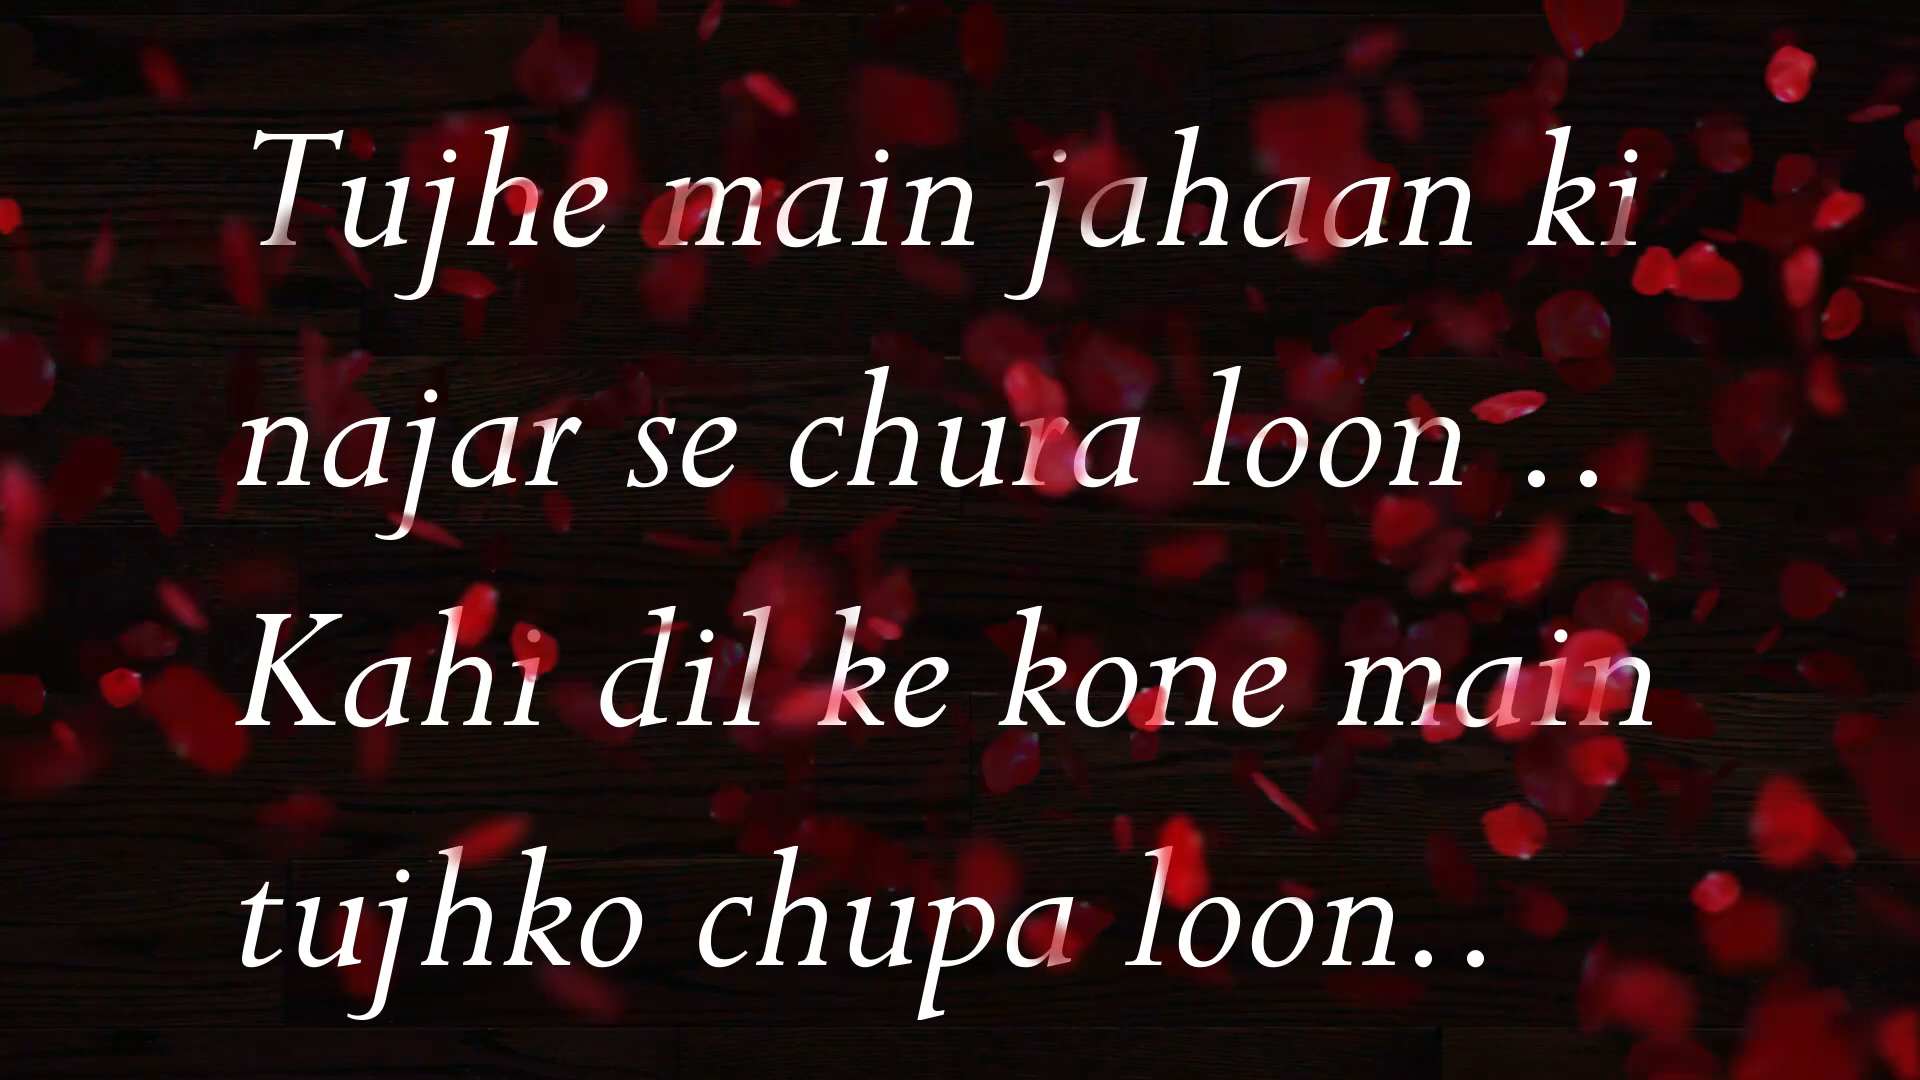 Tujhe main jahaan ki
najar se chura loon ..
Kahi dil ke kone main
tujhko chupa loon..